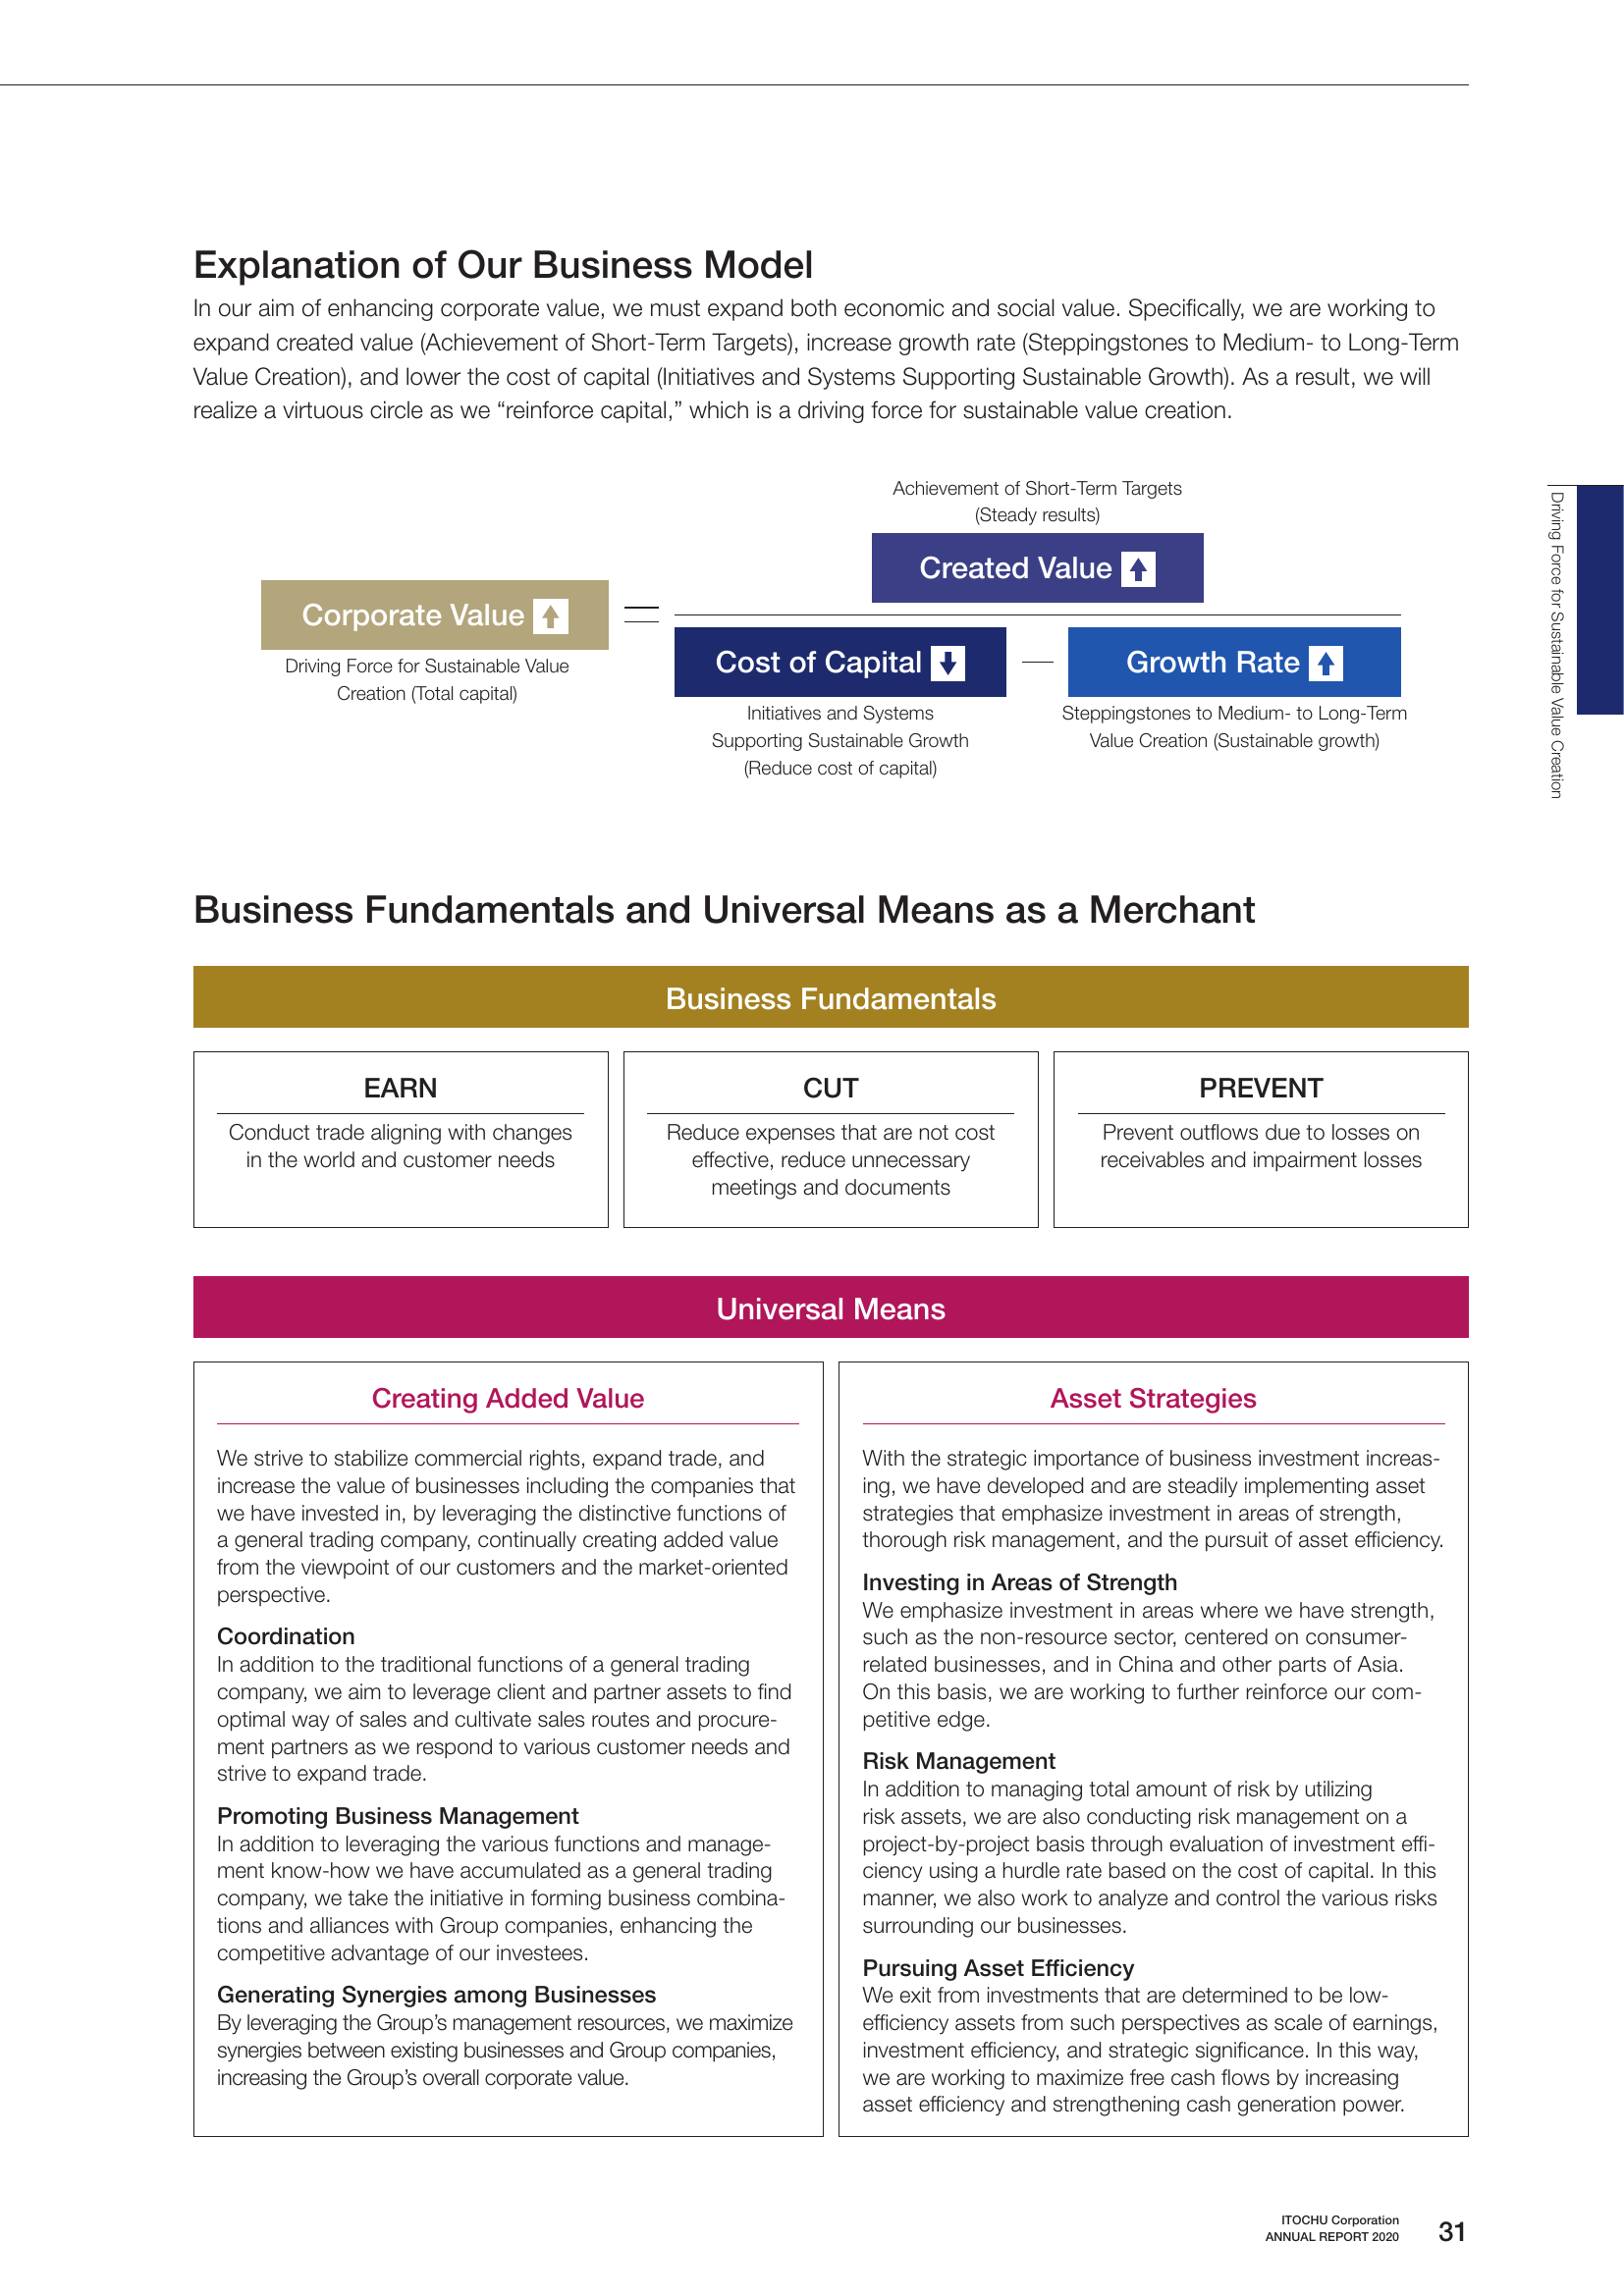 Explanation of Our Business Model
In our aim of enhancing corporate value, we must expand both economic and social value. Specifically, we are working to
expand created value (Achievement of Short-Term Targets), increase growth rate (Steppingstones to Medium- to Long-Term
Value Creation), and lower the cost of capital (Initiatives and Systems Supporting Sustainable Growth). As a result, we will
realize a virtuous circle as we “reinforce capital,” which is a driving force for sustainable value creation.
Achievement of Short-Term Targets
(Steady results)
Created Value
Corporate Value
=
Driving Force for Sustainable Value
Creation (Total capital)
Cost of Capital
—
Growth Rate
Initiatives and Systems
Supporting Sustainable Growth
(Reduce cost of capital)
Steppingstones to Medium- to Long-Term
Value Creation (Sustainable growth)
Driving Force for Sustainable Value Creation
Business Fundamentals and Universal Means as a Merchant
Business Fundamentals
EARN
Conduct trade aligning with changes
in the world and customer needs
CUT
Reduce expenses that are not cost
effective, reduce unnecessary
meetings and documents
PREVENT
Prevent outflows due to losses on
receivables and impairment losses
Universal Means
Creating Added Value
We strive to stabilize commercial rights, expand trade, and
increase the value of businesses including the companies that
we have invested in, by leveraging the distinctive functions of
a general trading company, continually creating added value
from the viewpoint of our customers and the market-oriented
perspective.
Coordination
In addition to the traditional functions of a general trading
company, we aim to leverage client and partner assets to find
optimal way of sales and cultivate sales routes and procure-
ment partners as we respond to various customer needs and
strive to expand trade.
Promoting Business Management
In addition to leveraging the various functions and manage-
ment know-how we have accumulated as a general trading
company, we take the initiative in forming business combina-
tions and alliances with Group companies, enhancing the
competitive advantage of our investees.
Generating Synergies among Businesses
By leveraging the Group’s management resources, we maximize
synergies between existing businesses and Group companies,
increasing the Group’s overall corporate value.
Asset Strategies
With the strategic importance of business investment increas-
ing, we have developed and are steadily implementing asset
strategies that emphasize investment in areas of strength,
thorough risk management, and the pursuit of asset efficiency.
Investing in Areas of Strength
We emphasize investment in areas where we have strength,
such as the non-resource sector, centered on consumer-
related businesses, and in China and other parts of Asia.
On this basis, we are working to further reinforce our com-
petitive edge.
Risk Management
In addition to managing total amount of risk by utilizing
risk assets, we are also conducting risk management on a
project-by-project basis through evaluation of investment effi-
ciency using a hurdle rate based on the cost of capital. In this
manner, we also work to analyze and control the various risks
surrounding our businesses.
Pursuing Asset Efficiency
We exit from investments that are determined to be low-
efficiency assets from such perspectives as scale of earnings,
investment efficiency, and strategic significance. In this way,
we are working to maximize free cash flows by increasing
asset efficiency and strengthening cash generation power.
ITOCHU Corporation
ANNUAL REPORT 2020
31